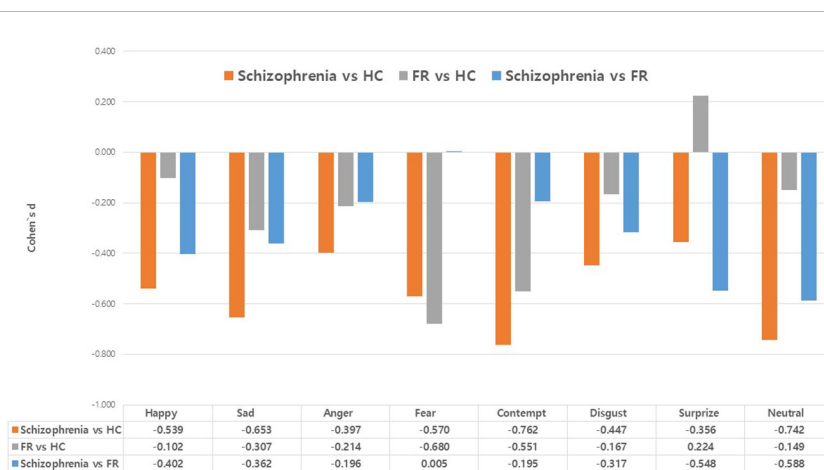 0.400
Schizophrenia vs HC FR vs HC Schizophrenia vs FR
0.200
0.000
-0.200
Cohen`s d
-0.400
-0.600
-0.800
-1.000
Happy Sad Anger Fear Contempt Disgust Surprize Neutral
Schizophrenia vs HC -0.539 -0.653 -0.397 -0.570 -0.762 -0.447 -0.356 -0.742
FR vs HC -0.102 -0.307 -0.214 -0.680 -0.551 -0.167 0.224 -0.149
Schizophrenia vs FR -0.402 -0.362 -0.196 0.005 -0.195 -0.317 -0.548 -0.588